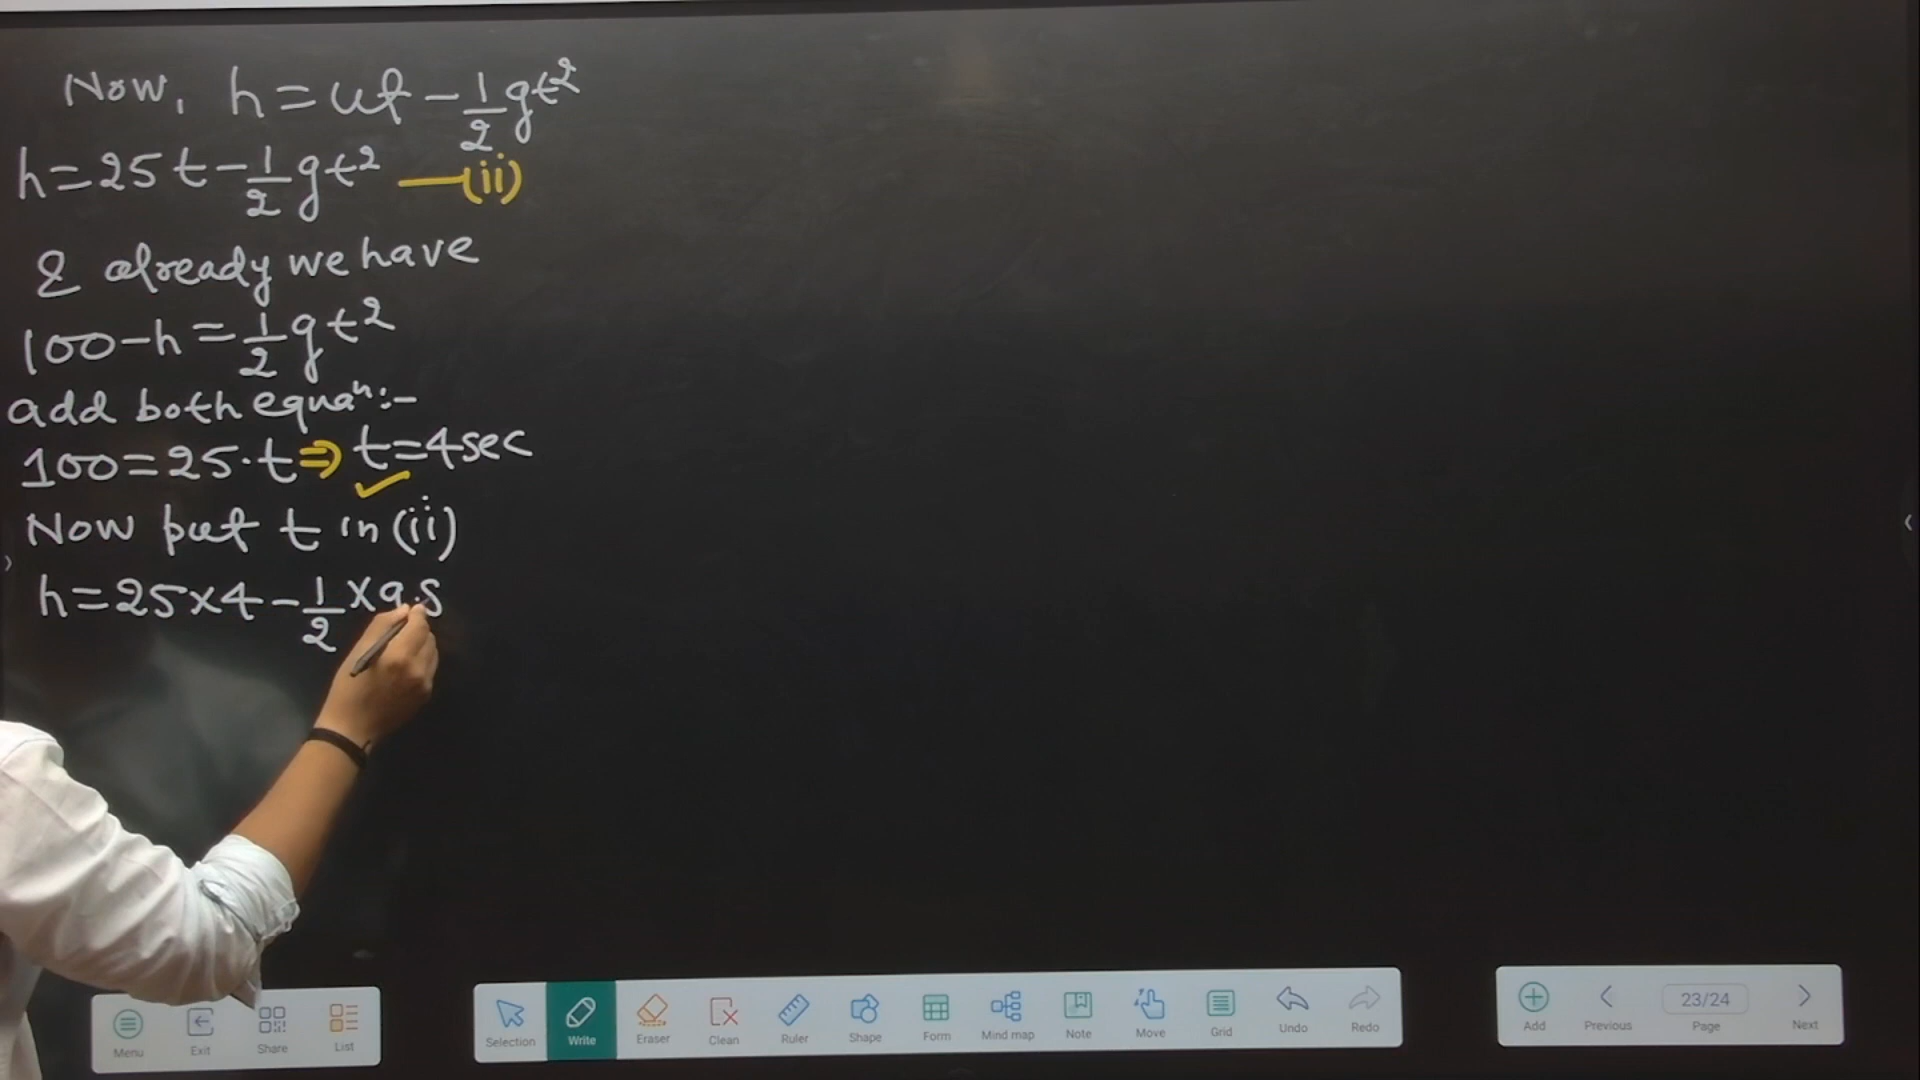 Now, h = ut - 1/2 gt²
h = 25t - 1/2 gt² —(ii)
& already we have
100 - h = 1/2 gt²
add both equaⁿ:-
100 = 25·t ⇒ t = 4sec
✓
Now put t in (ii)
h = 25×4 - 1/2 × 9.
Menu Exit Share List
Selection Write Eraser Clean Ruler Shape Form Mind map Note Move Grid Undo Redo
Add Previous 23/24 Page Next